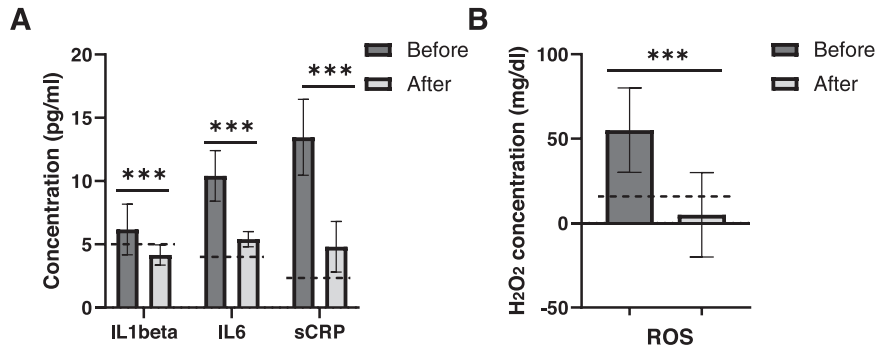 A
Concentration (pg/ml)
20
15
10
5
0
***
***
***
Before
After
IL1beta IL6 sCRP
B
H2O2 concentration (mg/dl)
100
50
0
-50
***
Before
After
ROS